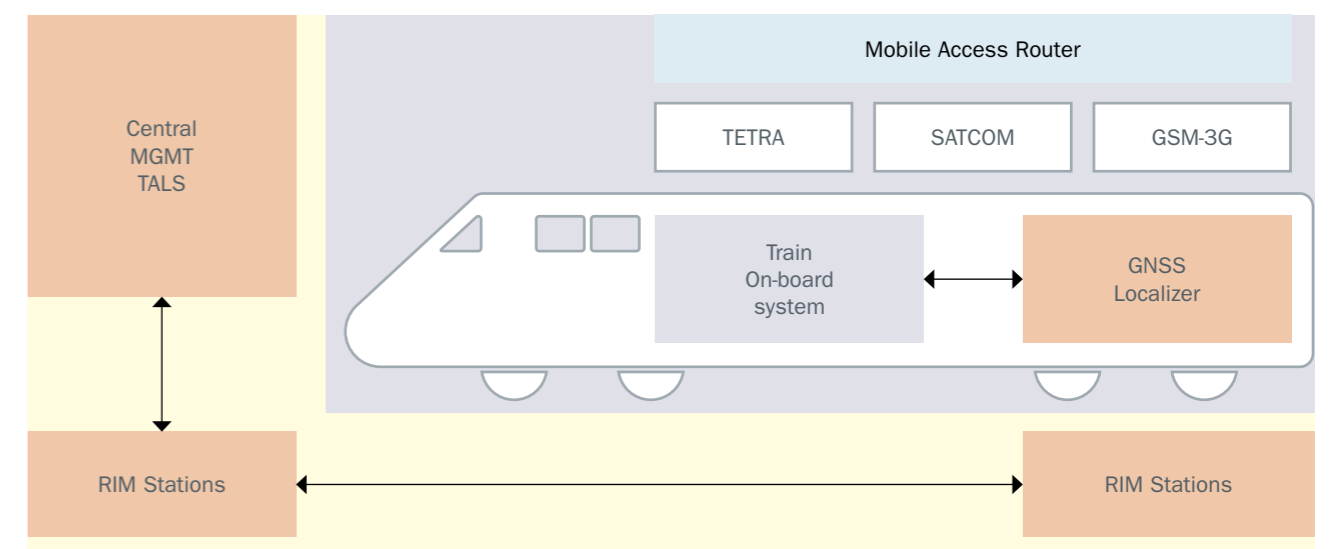 Central
MGMT
TALS
Mobile Access Router
TETRA
SATCOM
GSM-3G
Train
On-board
system
GNSS
Localizer
RIM Stations
RIM Stations